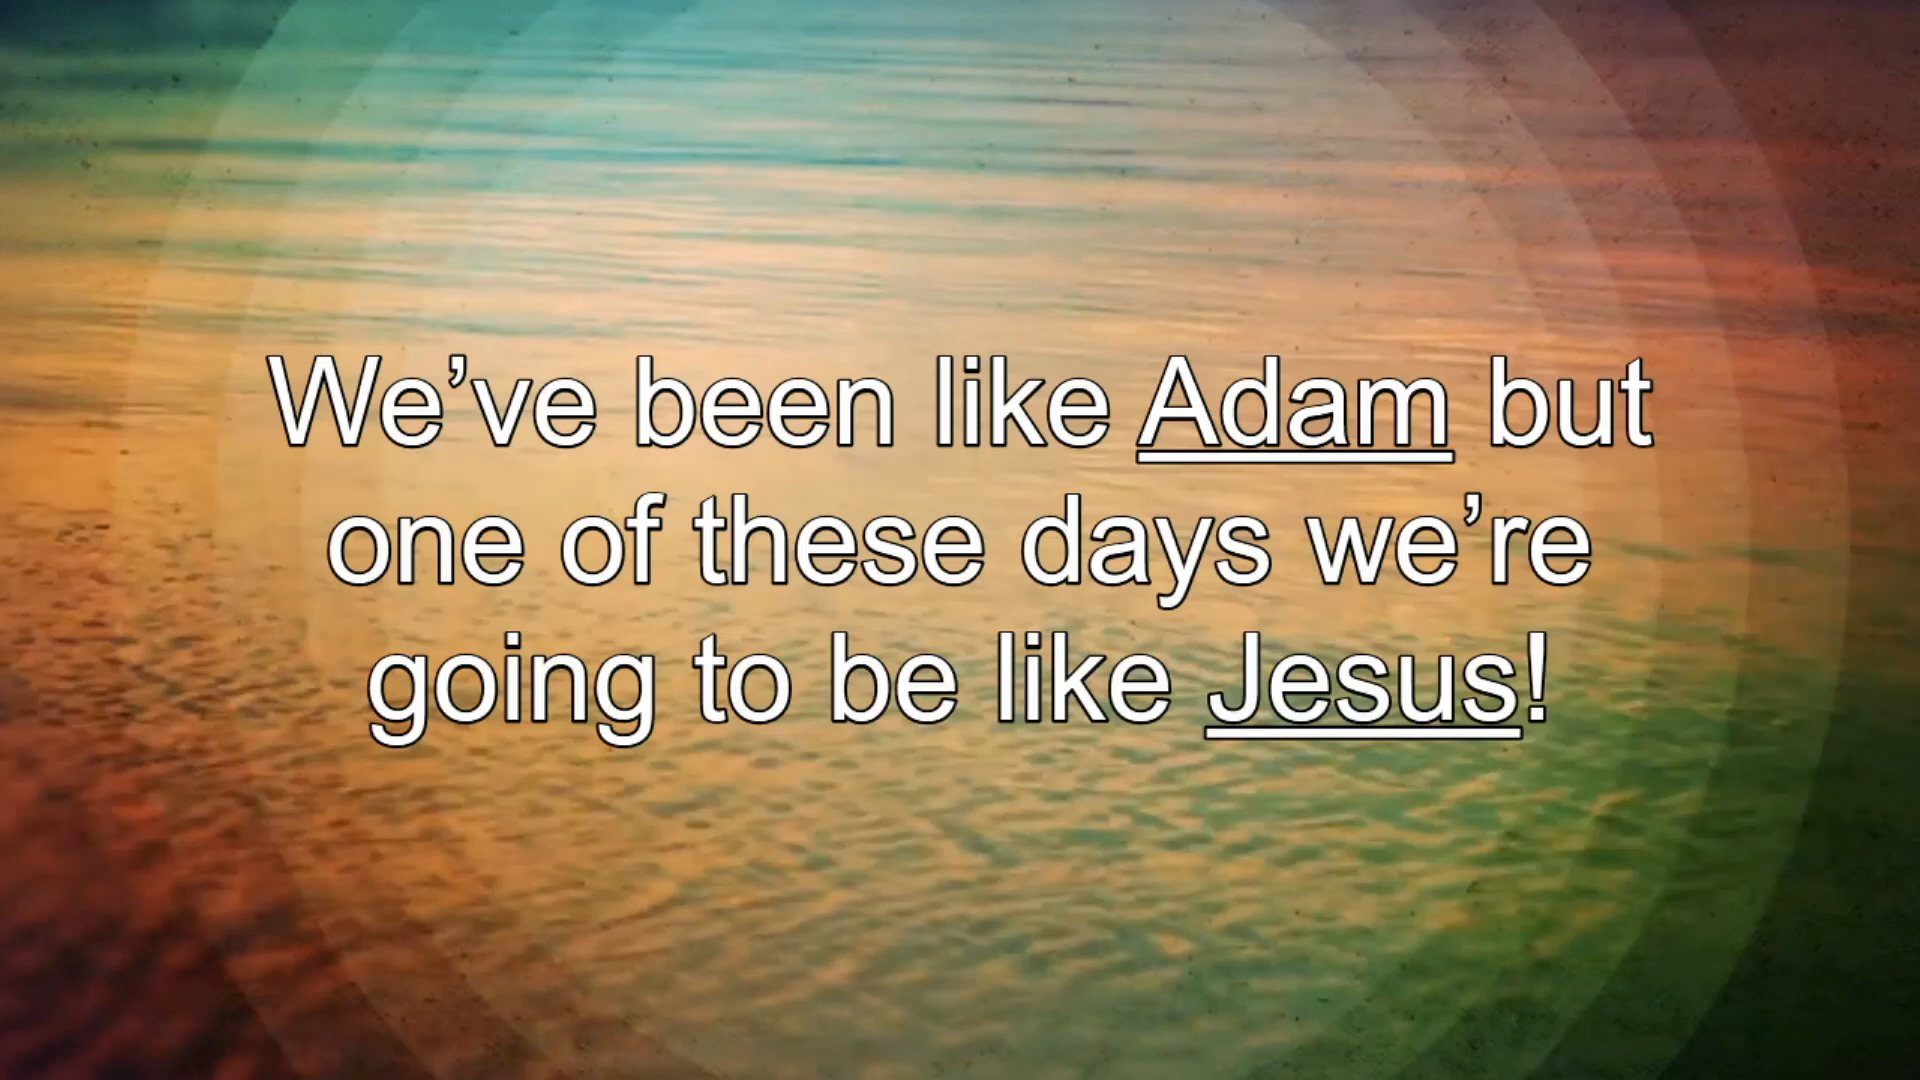 We’ve been like Adam but
one of these days we’re
going to be like Jesus!